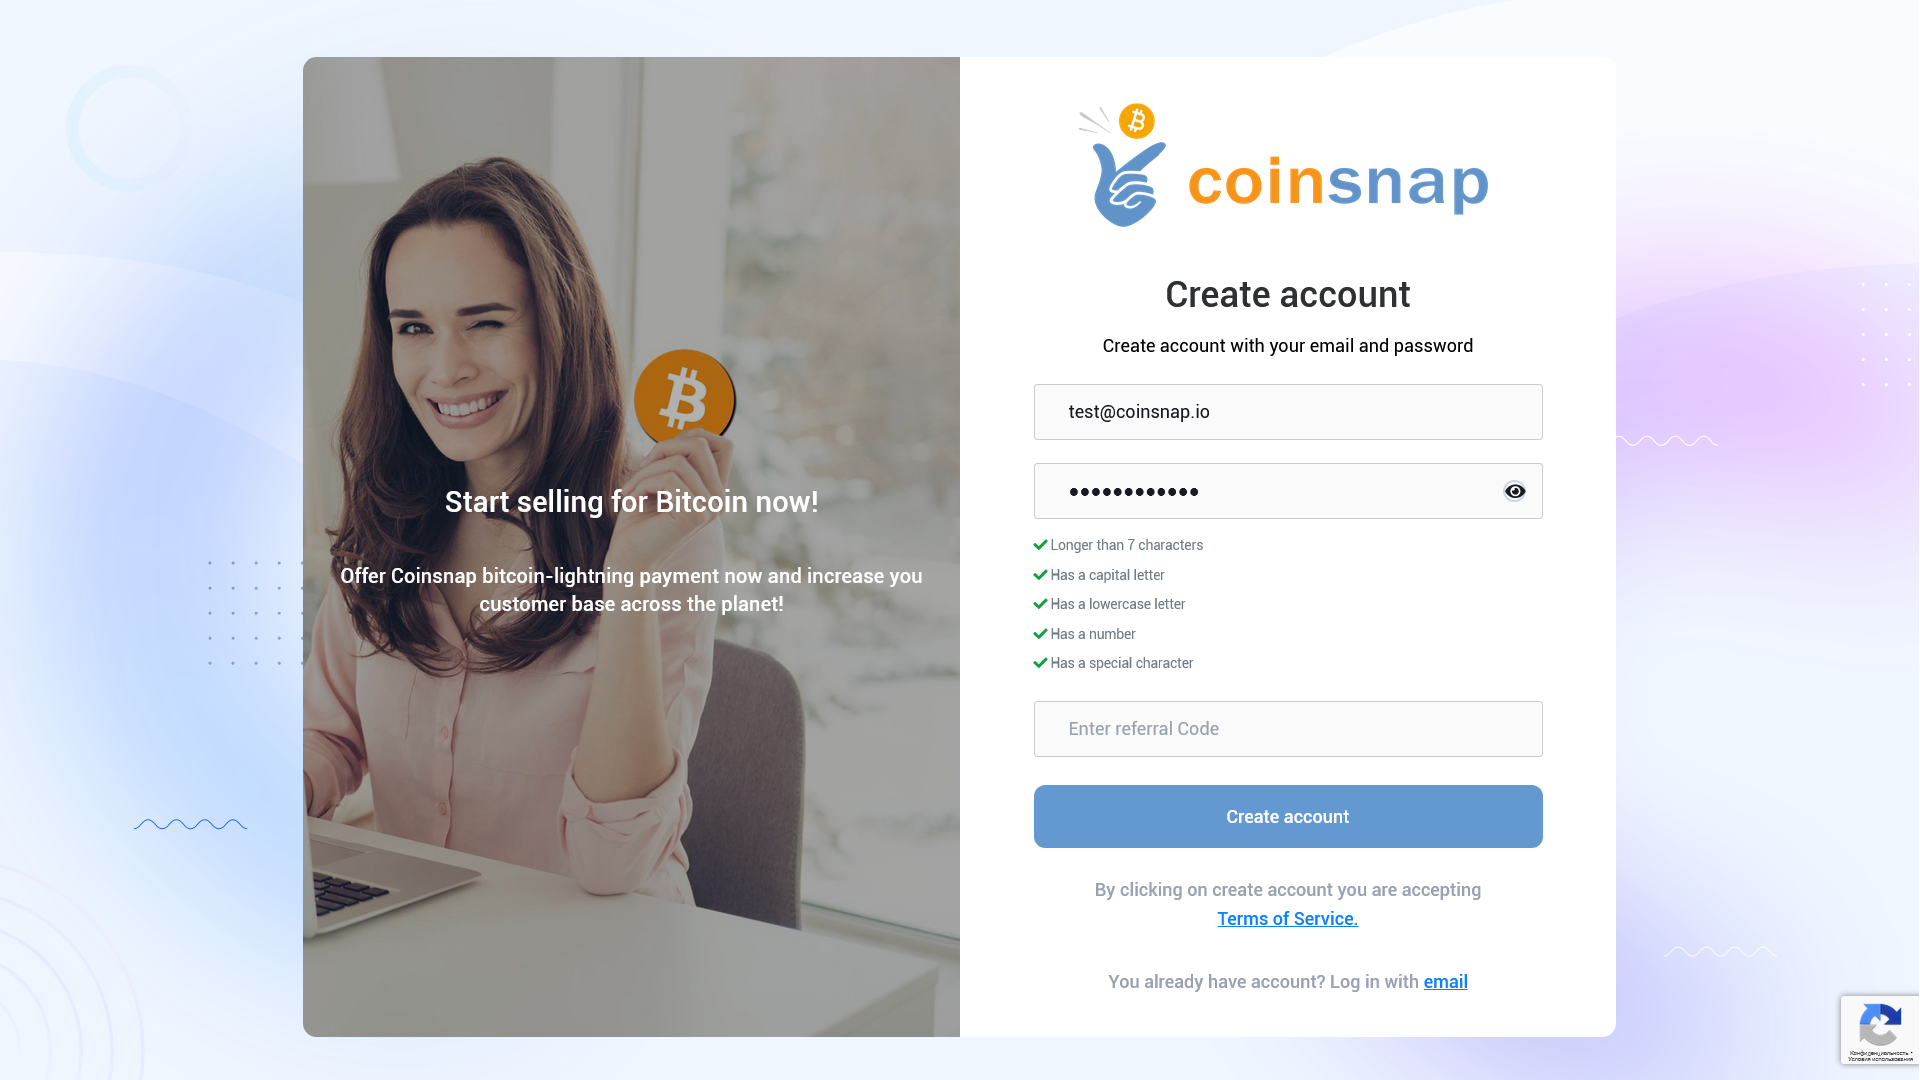 Start selling for Bitcoin now!
Offer Coinsnap bitcoin-lightning payment now and increase you
customer base across the planet!
coinsnap
Create account
Create account with your email and password
test@coinsnap.io
••••••••••••
Longer than 7 characters
Has a capital letter
Has a lowercase letter
Has a number
Has a special character
Enter referral Code
Create account
By clicking on create account you are accepting
Terms of Service.
You already have account? Log in with email
Конфиденциальность •
Условия использования